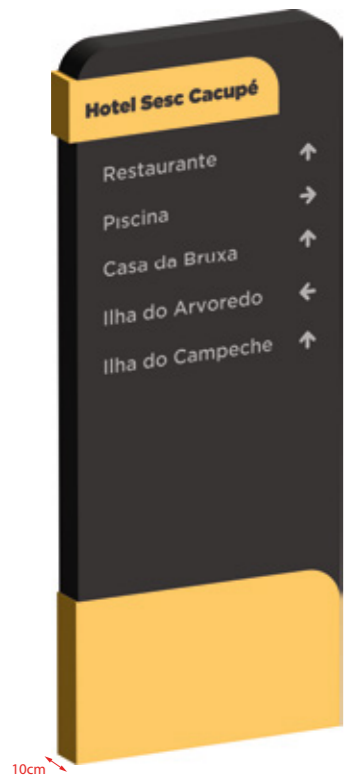 Hotel Sesc Cacupé
Restaurante ↑
Piscina →
Casa da Bruxa ↑
Ilha do Arvoredo ←
Ilha do Campeche ↑
10cm